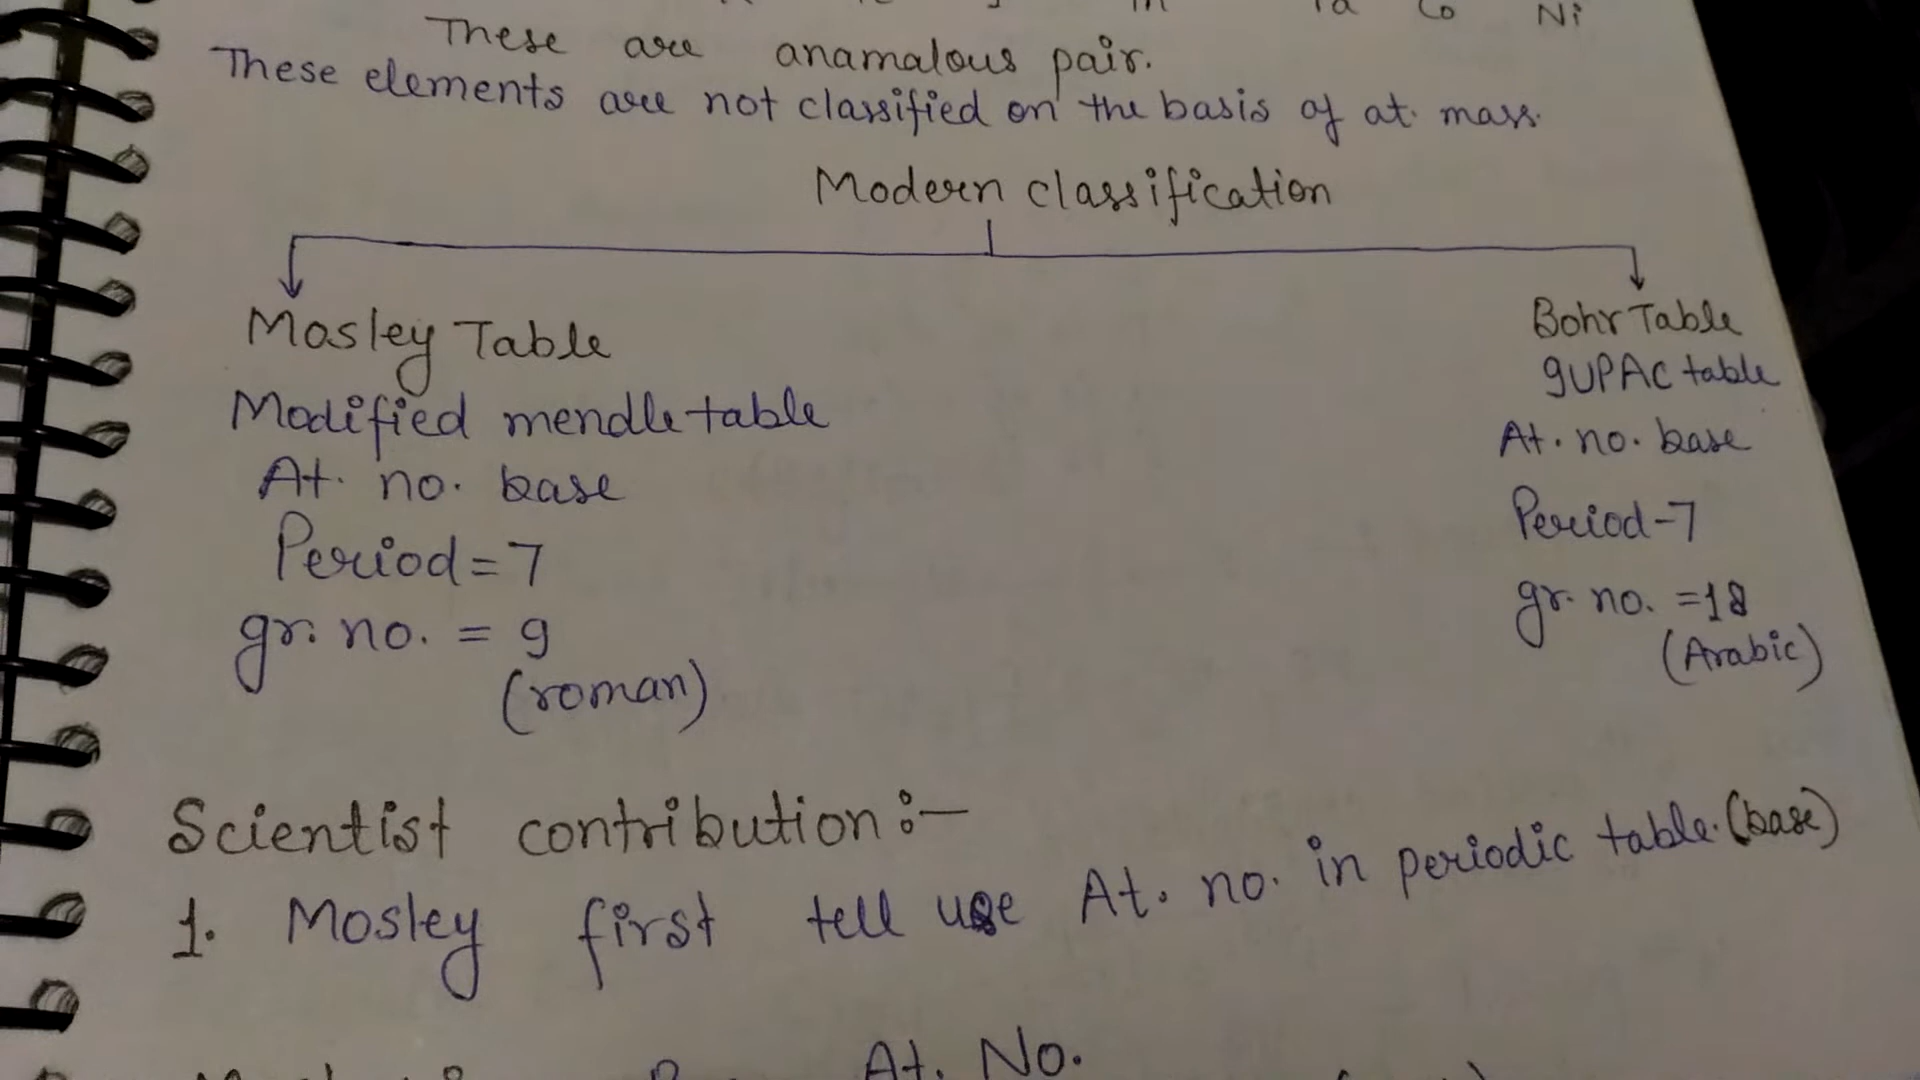 Co Ni
These are anamalous pair.
These elements are not classified on the basis of at. mass.
Modern classification
Mosley Table
Modified mendle table
At. no. base
Period = 7
gr. no. = 9
(roman)
Bohr Table
IUPAC table
At. no. base
Period-7
gr. no. =18
(Arabic)
Scientist contribution :-
1. Mosley first tell use At. no. in periodic table. (base)
At. No.